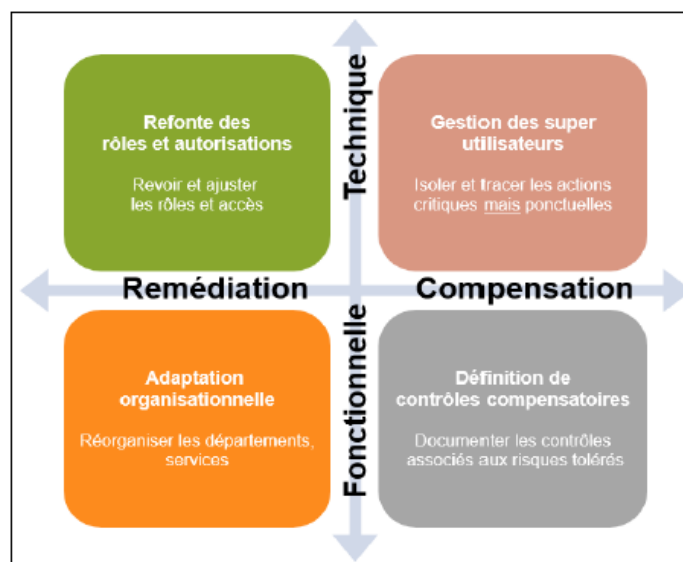 Refonte des
rôles et autorisations
Revoir et ajuster
les rôles et accès
Technique
Gestion des super
utilisateurs
Isoler et tracer les actions
critiques mais ponctuelles
Remédiation
Compensation
Adaptation
organisationnelle
Réorganiser les départements,
services
Fonctionnelle
Définition de
contrôles compensatoires
Documenter les contrôles
associés aux risques tolérés